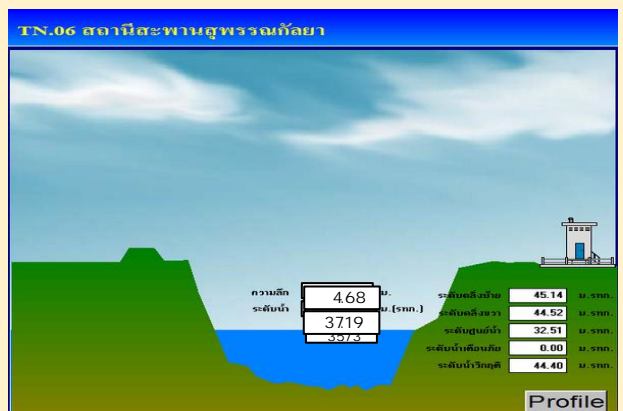 TN.06 สถานีสะพานสุพรรณกัลยา
ความลึก 4.68 ม.
ระดับน้ำ 37.19 ม.(รทก.)
35.73
ระดับตลิ่งซ้าย 45.14 ม.รทก.
ระดับตลิ่งขวา 44.52 ม.รทก.
ระดับศูนย์น้ำ 32.51 ม.รทก.
ระดับน้ำเตือนภัย 0.00 ม.รทก.
ระดับน้ำวิกฤติ 44.40 ม.รทก.
Profile